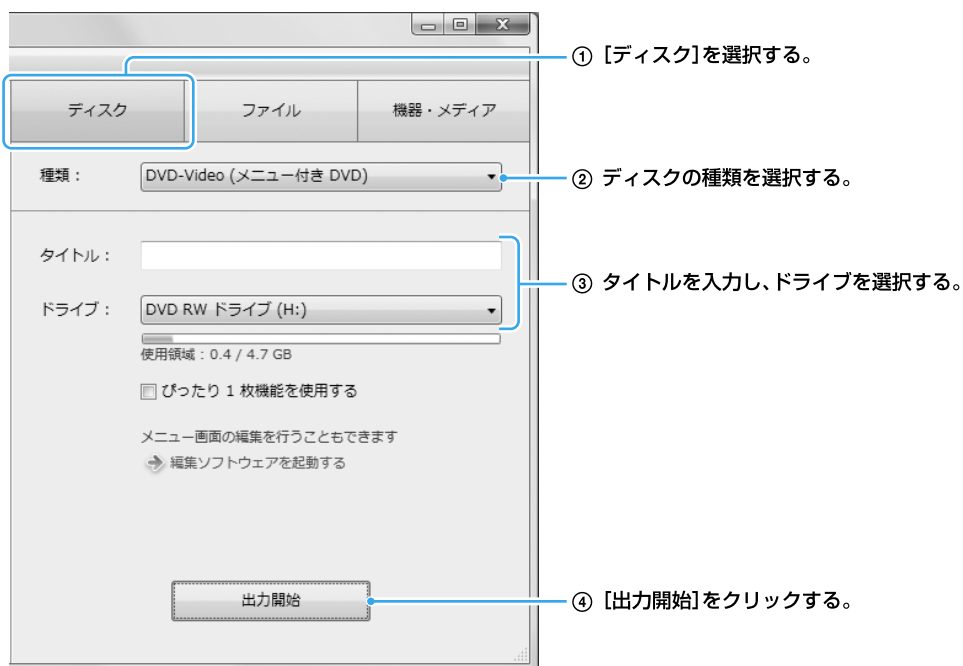 ① [ディスク]を選択する。
ディスク
ファイル
機器・メディア
種類：
DVD-Video (メニュー付き DVD)
② ディスクの種類を選択する。
タイトル：
③ タイトルを入力し、ドライブを選択する。
ドライブ：
DVD RW ドライブ (H:)
使用領域：0.4 / 4.7 GB
ぴったり 1 枚機能を使用する
メニュー画面の編集を行うこともできます
編集ソフトウェアを起動する
出力開始
④ [出力開始]をクリックする。